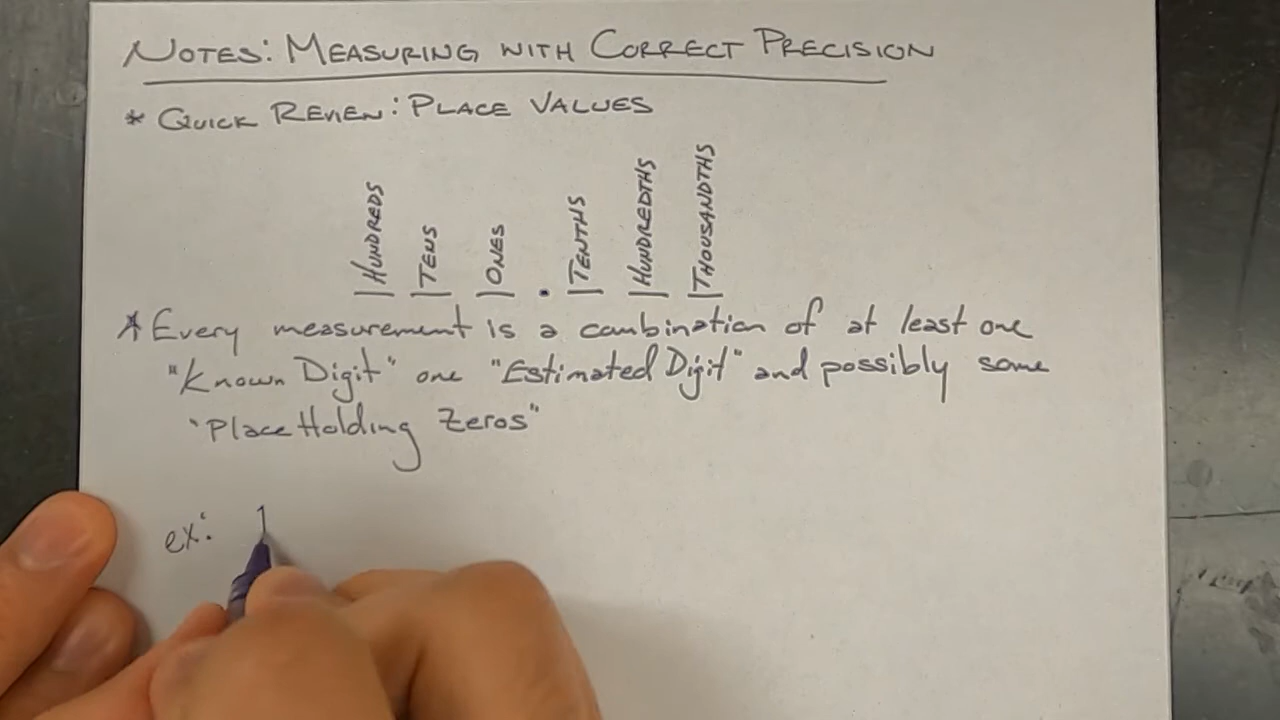 NOTES: MEASURING WITH CORRECT PRECISION
* QUICK REVIEW: PLACE VALUES
|HUNDREDS |TENS |ONES . |TENTHS |HUNDREDTHS |THOUSANDTHS
* Every measurement is a combination of at least one
"Known Digit" one "Estimated Digit" and possibly some
"Place Holding Zeros"
ex: 1